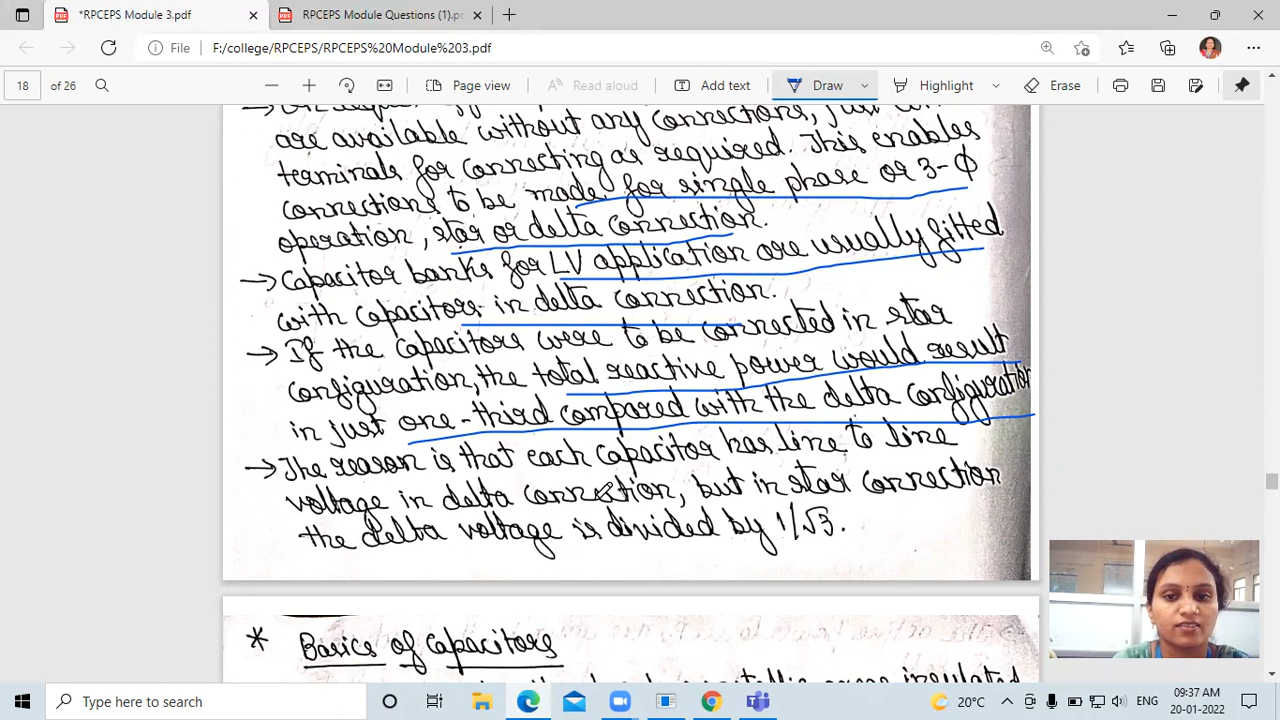 *RPCEPS Module 3.pdf
RPCEPS Module Questions (1).pc
File F:/college/RPCEPS/RPCEPS%20Module%203.pdf
18 of 26 Page view Read aloud Add text Draw Highlight Erase
are available without any connections, just
terminals for connecting as required. This enables
connections to be made for single phase or 3-Φ
operation, star or delta connection.
→ Capacitor banks for LV application are usually fitted
with capacitors in delta connection.
→ If the capacitors were to be connected in star
configuration, the total reactive power would result
in just one-third compared with the delta configuration
→ The reason is that each capacitor has line to line
voltage in delta connection, but in star connection
the delta voltage is divided by 1/√3.
* Basics of Capacitors
Type here to search
20°C ENG 09:37 AM
20-01-2022